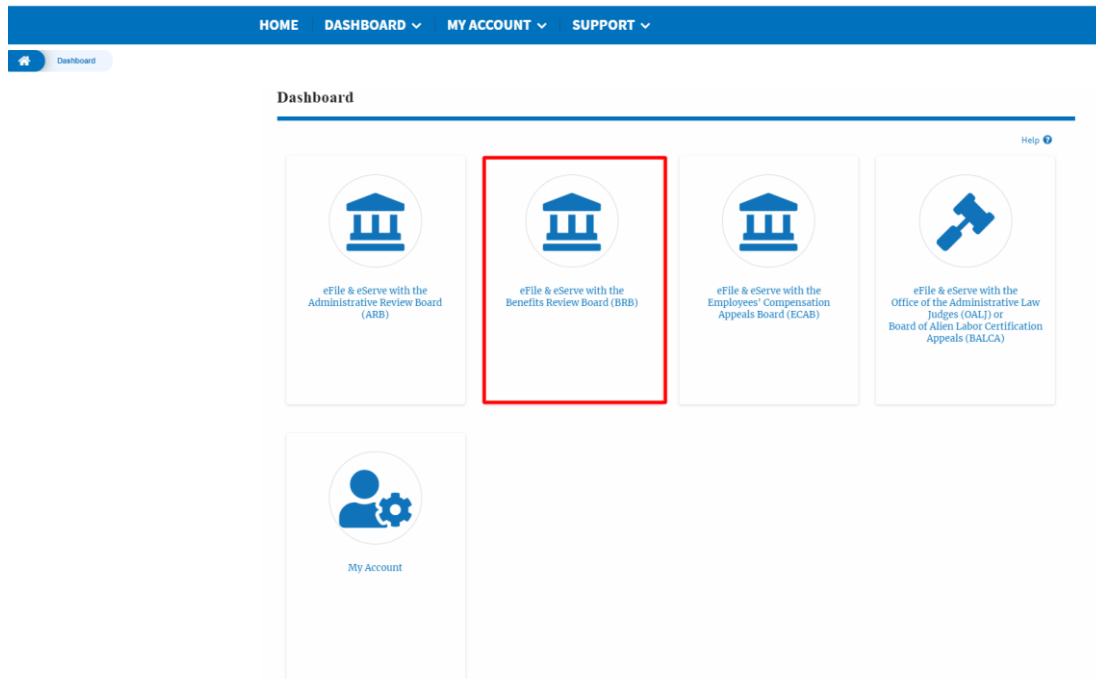 HOME DASHBOARD MY ACCOUNT SUPPORT
Dashboard
Dashboard
Help
eFile & eServe with the
Administrative Review Board
(ARB)
eFile & eServe with the
Benefits Review Board (BRB)
eFile & eServe with the
Employees' Compensation
Appeals Board (ECAB)
eFile & eServe with the
Office of the Administrative Law
Judges (OALJ) or
Board of Alien Labor Certification
Appeals (BALCA)
My Account